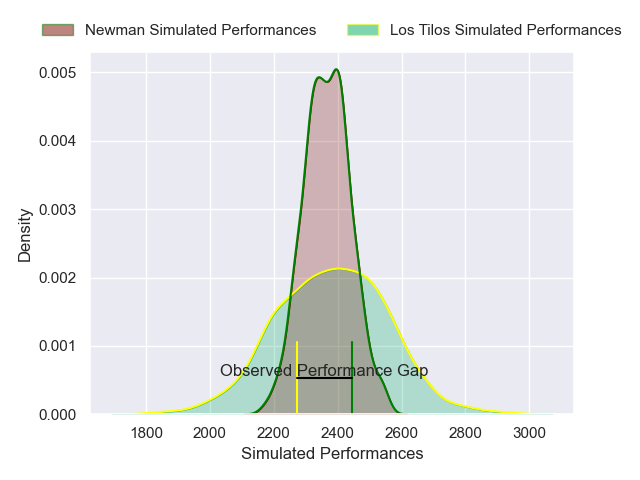 Newman Simulated Performances
Los Tilos Simulated Performances
0.005
0.004
0.003
0.002
0.001
0.000
Density
Observed Performance Gap
1800 2000 2200 2400 2600 2800 3000
Simulated Performances